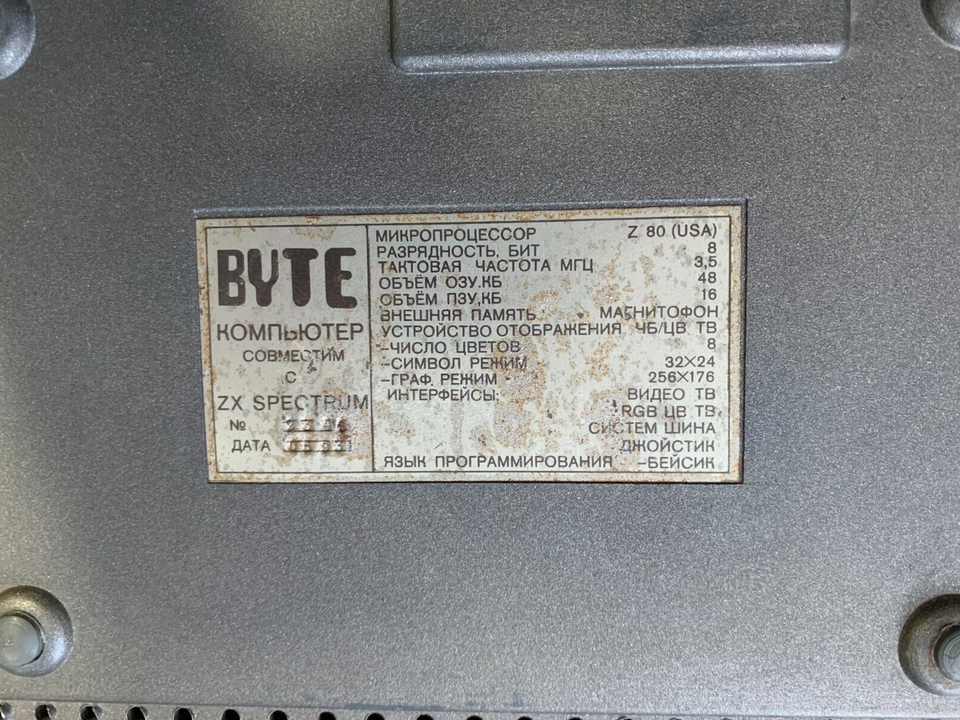 BYTE
КОМПЬЮТЕР
СОВМЕСТИМ
С
ZX SPECTRUM
№
ДАТА
МИКРОПРОЦЕССОР Z 80 (USA)
РАЗРЯДНОСТЬ, БИТ 8
ТАКТОВАЯ ЧАСТОТА МГЦ 3,5
ОБЪЁМ ОЗУ,КБ 48
ОБЪЁМ ПЗУ,КБ 16
ВНЕШНЯЯ ПАМЯТЬ МАГНИТОФОН
УСТРОЙСТВО ОТОБРАЖЕНИЯ ЧБ/ЦВ ТВ
-ЧИСЛО ЦВЕТОВ 8
-СИМВОЛ РЕЖИМ 32×24
-ГРАФ. РЕЖИМ 256×176
ИНТЕРФЕЙСЫ: ВИДЕО ТВ
RGB ЦВ ТВ
СИСТЕМ ШИНА
ДЖОЙСТИК
ЯЗЫК ПРОГРАММИРОВАНИЯ -БЕЙСИК